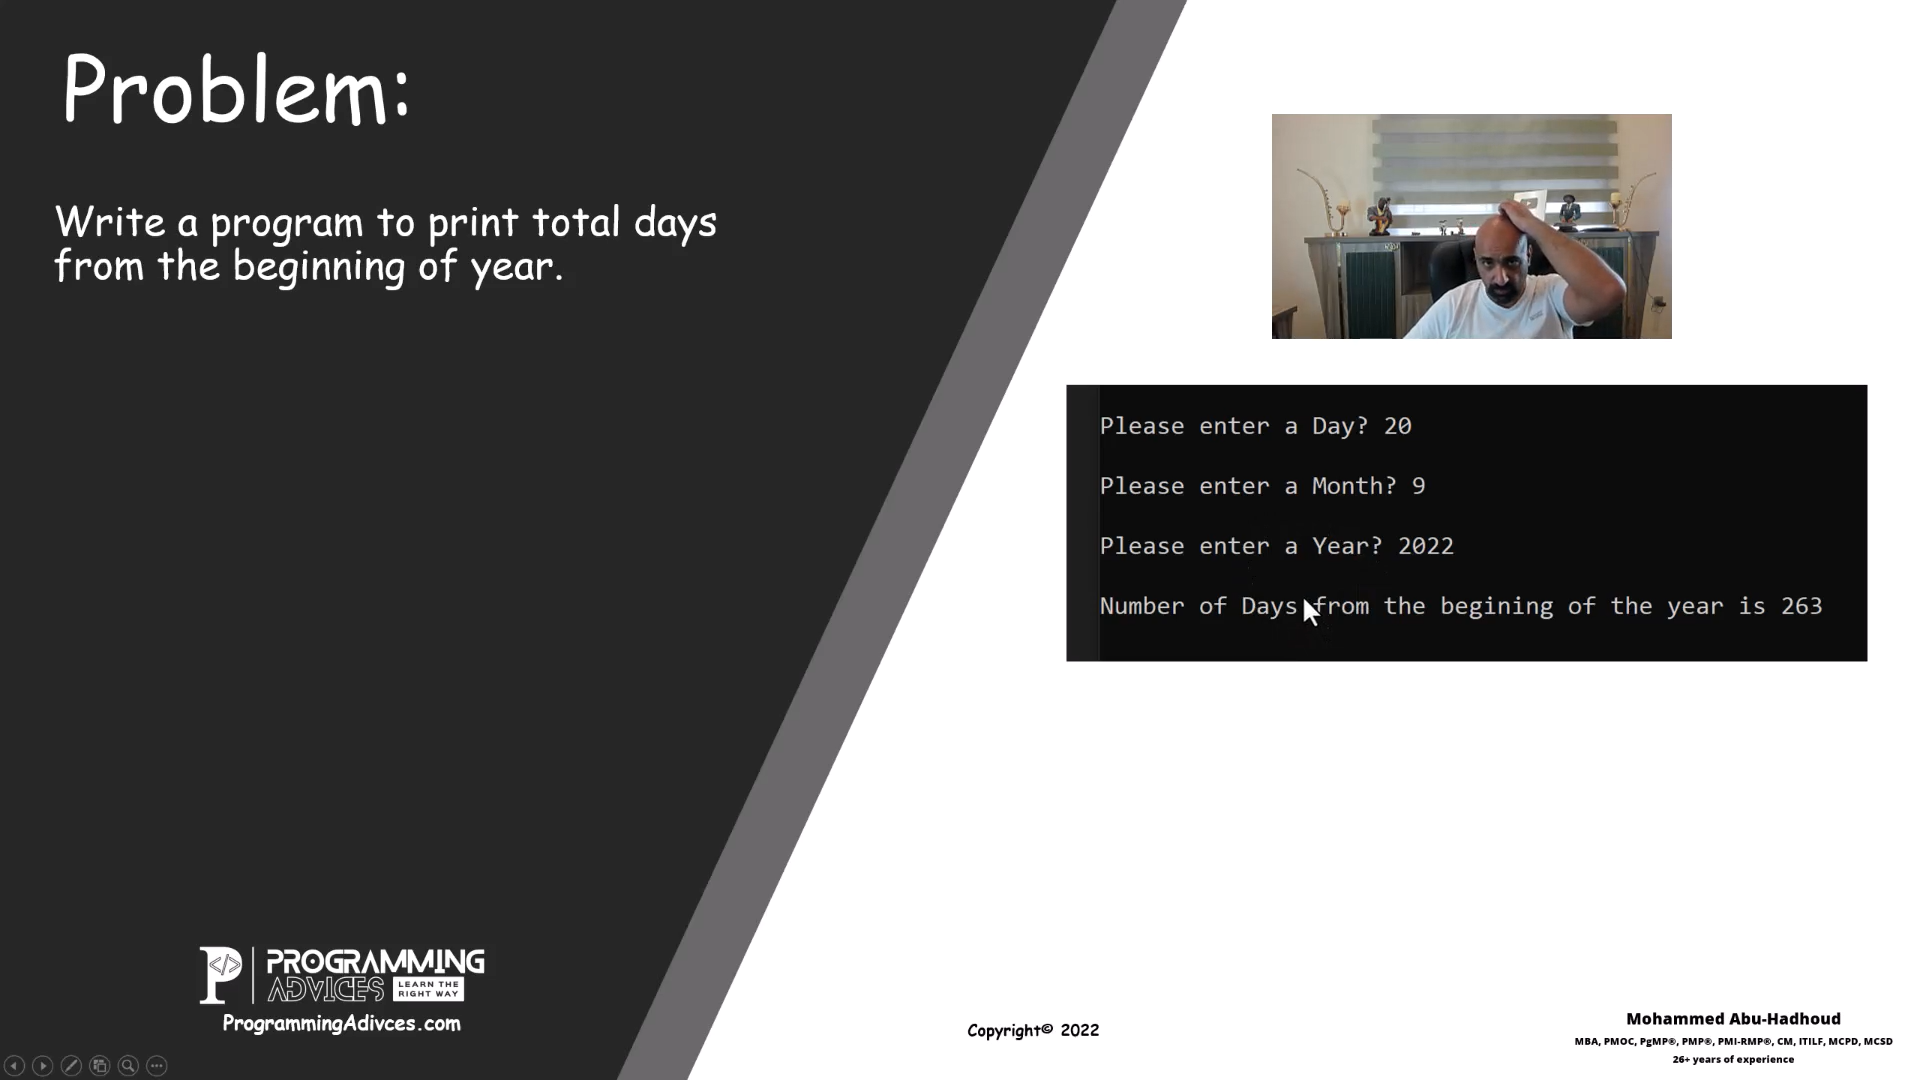 Problem:
Write a program to print total days
from the beginning of year.
Please enter a Day? 20
Please enter a Month? 9
Please enter a Year? 2022
Number of Days from the begining of the year is 263
PROGRAMMING
ADVICES
LEARN THE
RIGHT WAY
ProgrammingAdivces.com
Copyright© 2022
Mohammed Abu-Hadhoud
MBA, PMOC, PgMP®, PMP®, PMI-RMP®, CM, ITILF, MCPD, MCSD
26+ years of experience